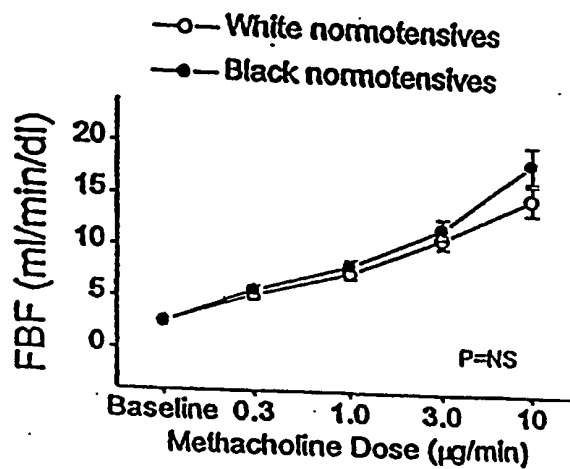 White normotensives
Black normotensives
FBF (ml/min/dl)
20
15
10
5
0
P=NS
Baseline 0.3 1.0 3.0 10
Methacholine Dose (μg/min)